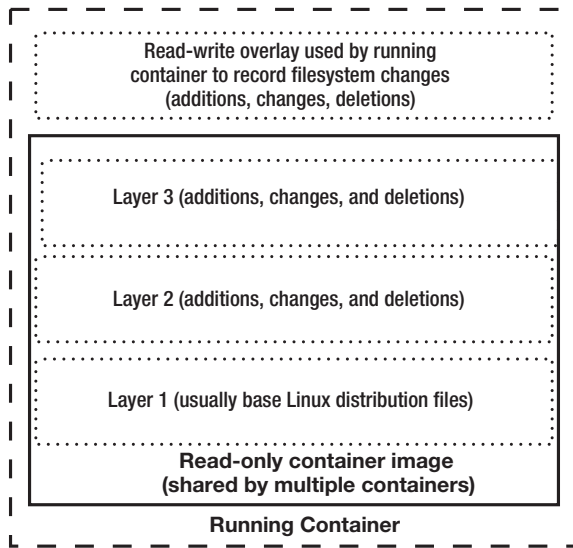 Read-write overlay used by running
container to record filesystem changes
(additions, changes, deletions)
Layer 3 (additions, changes, and deletions)
Layer 2 (additions, changes, and deletions)
Layer 1 (usually base Linux distribution files)
Read-only container image
(shared by multiple containers)
Running Container